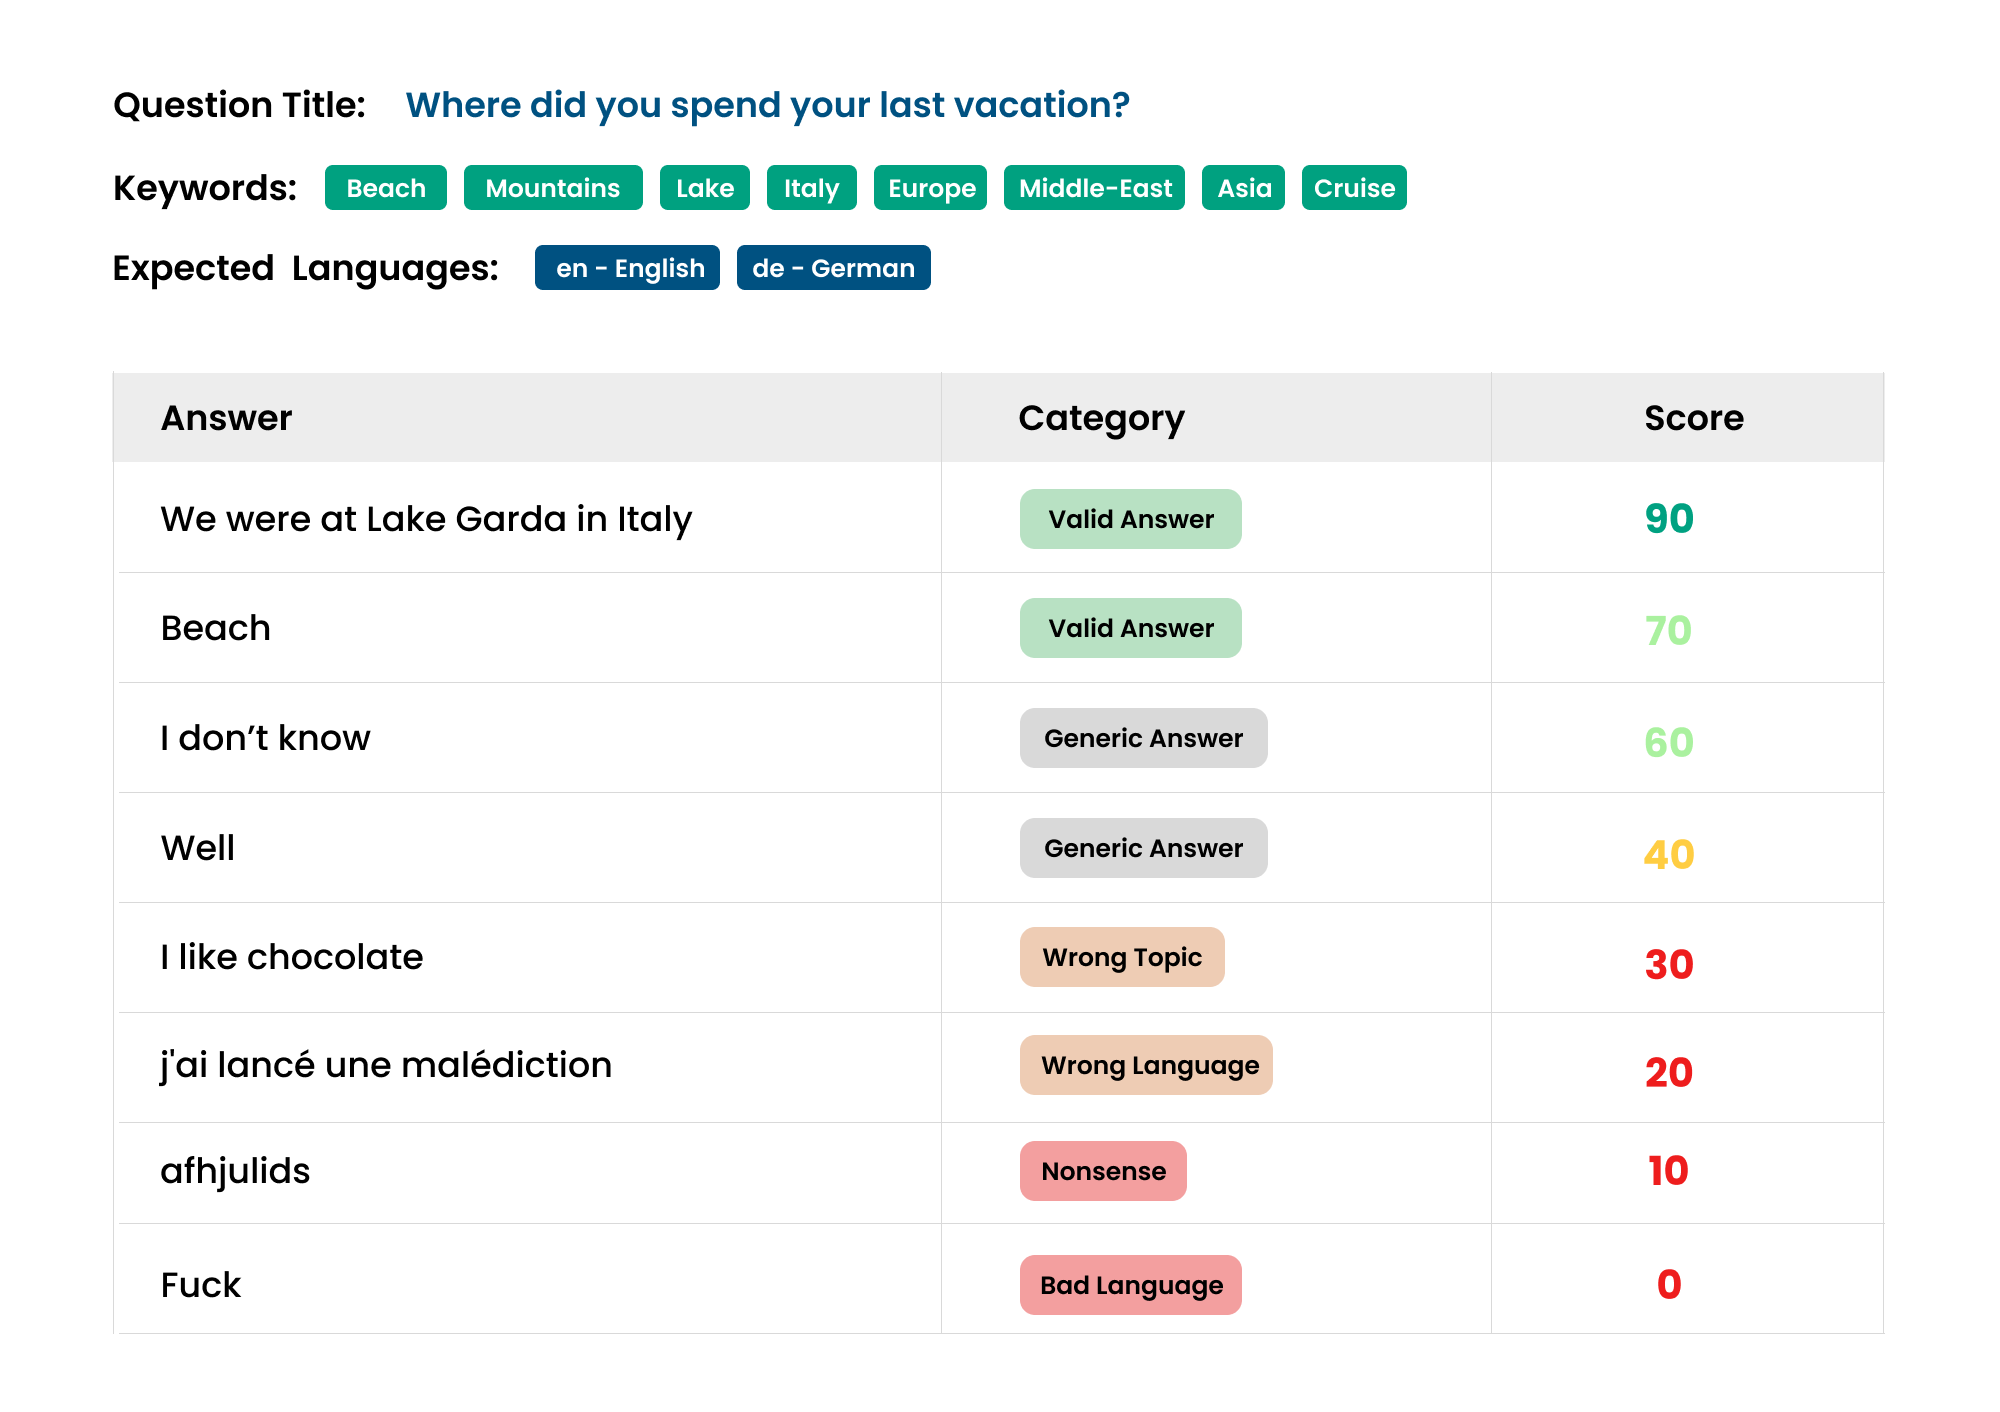 Question Title: Where did you spend your last vacation?
Keywords: Beach Mountains Lake Italy Europe Middle-East Asia Cruise
Expected Languages: en - English de - German
Answer Category Score
We were at Lake Garda in Italy Valid Answer 90
Beach Valid Answer 70
I don’t know Generic Answer 60
Well Generic Answer 40
I like chocolate Wrong Topic 30
j'ai lancé une malédiction Wrong Language 20
afhjulids Nonsense 10
Fuck Bad Language 0